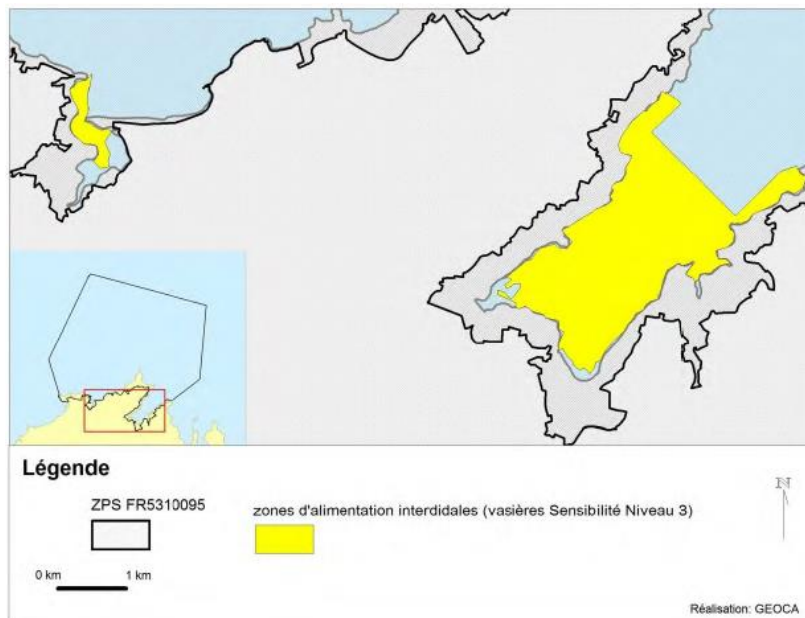 Légende
ZPS FR5310095
zones d'alimentation interdidales (vasières Sensibilité Niveau 3)
N
0 km 1 km
Réalisation: GEOCA